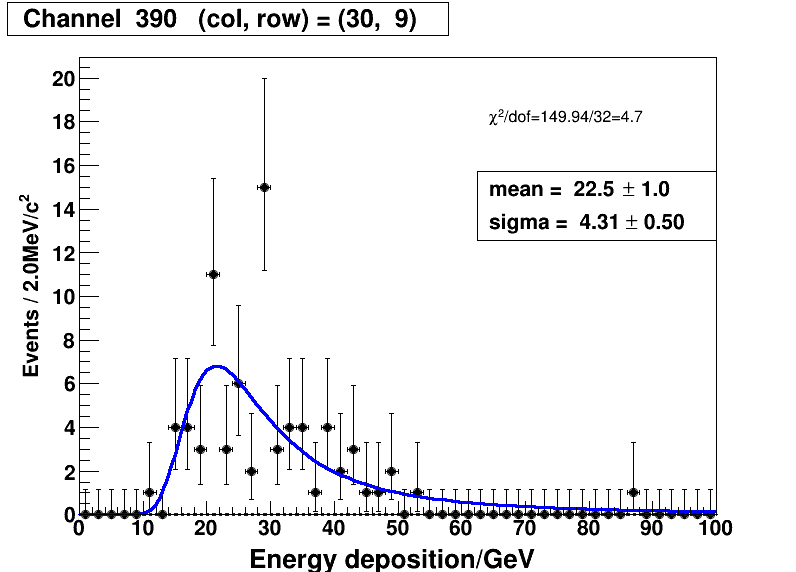 Channel 390 (col, row) = (30, 9)
χ²/dof=149.94/32=4.7
mean = 22.5 ± 1.0
sigma = 4.31 ± 0.50
Events / 2.0MeV/c²
20
18
16
14
12
10
8
6
4
2
0
0 10 20 30 40 50 60 70 80 90 100
Energy deposition/GeV